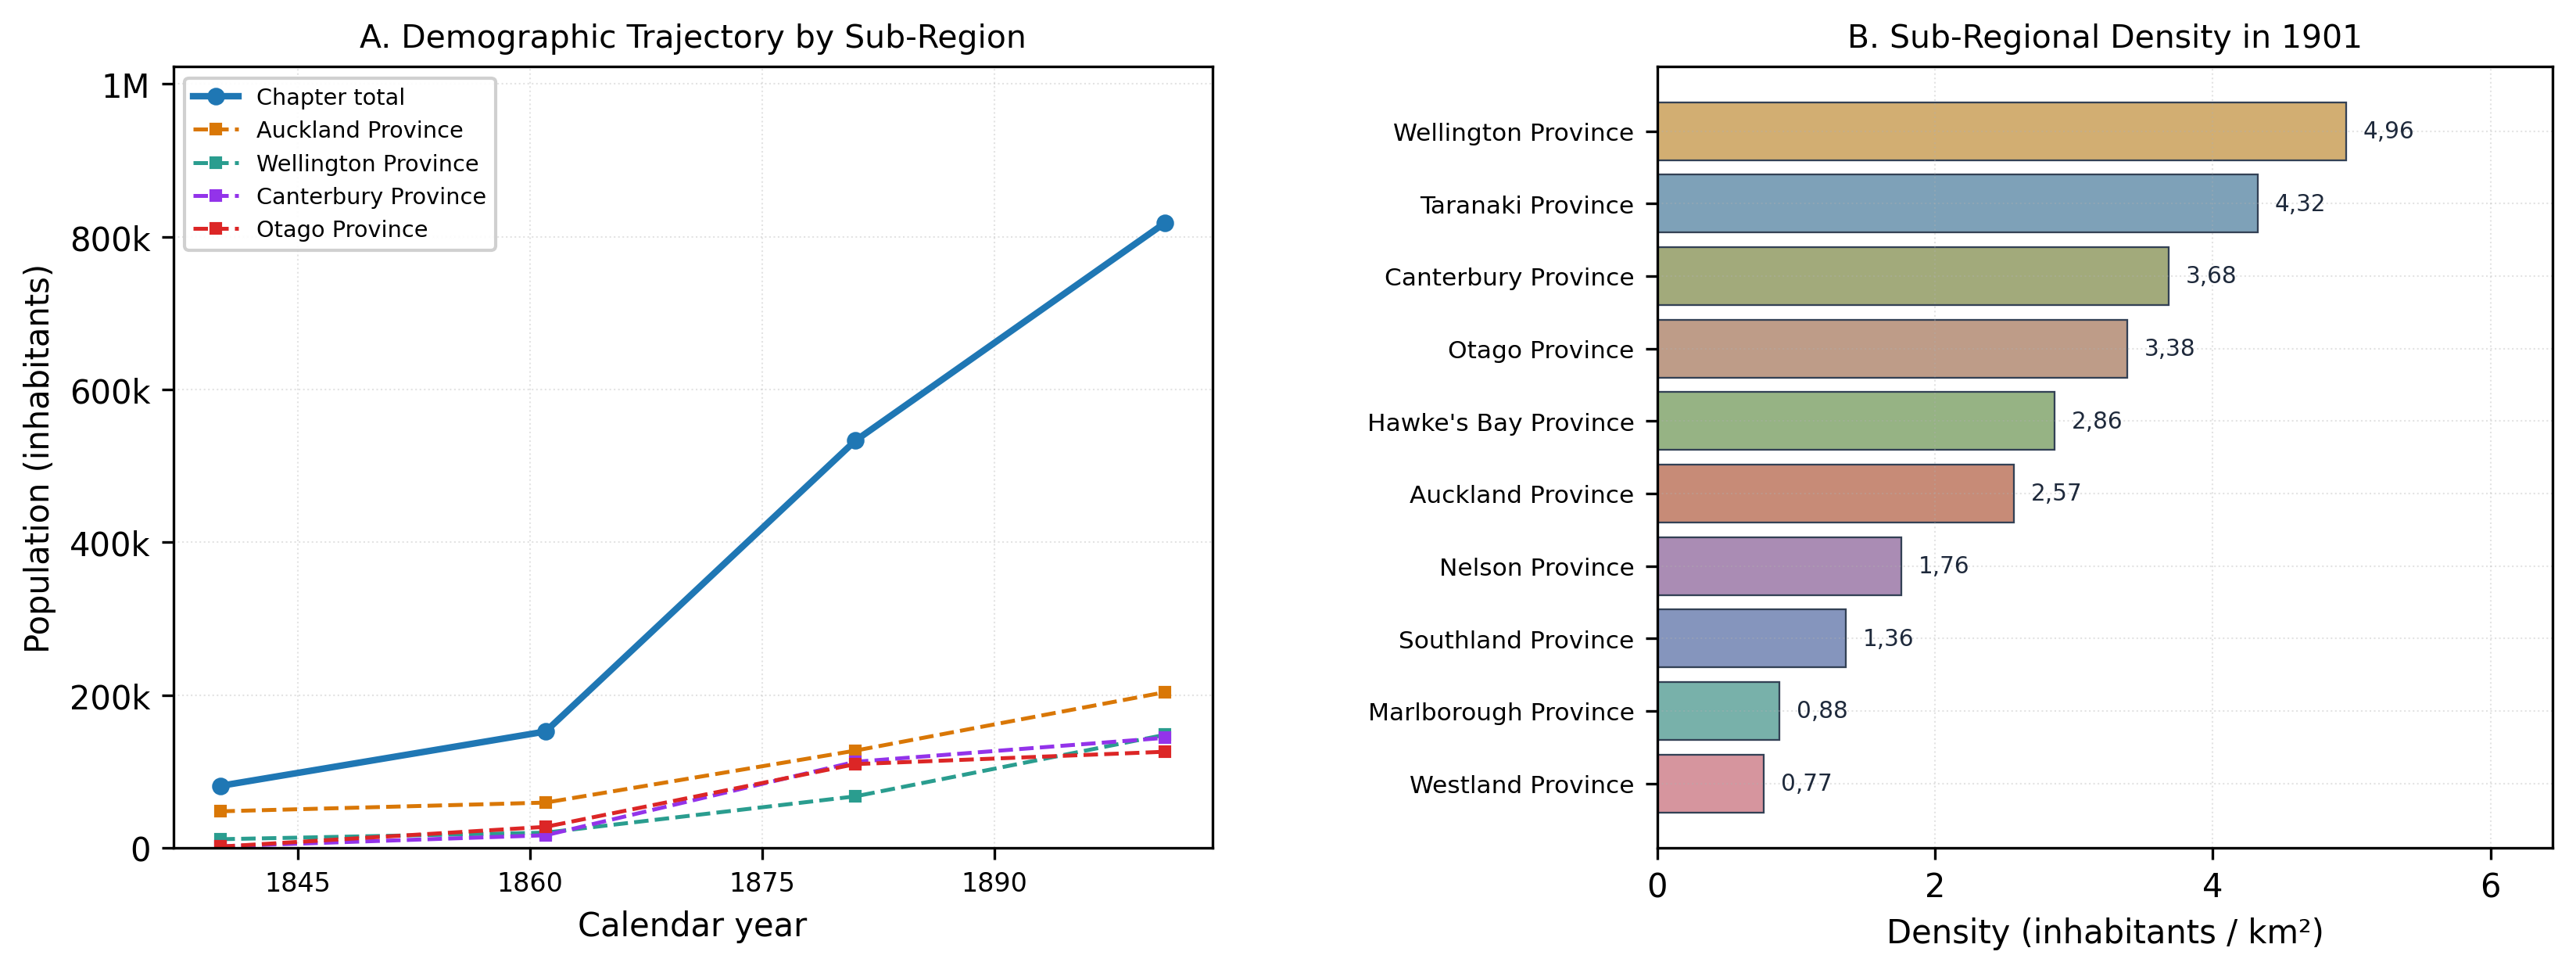 A. Demographic Trajectory by Sub-Region
1M
800k
600k
400k
200k
0
Population (inhabitants)
Chapter total
Auckland Province
Wellington Province
Canterbury Province
Otago Province
1845
1860
1875
1890
Calendar year
B. Sub-Regional Density in 1901
Wellington Province 4,96
Taranaki Province 4,32
Canterbury Province 3,68
Otago Province 3,38
Hawke's Bay Province 2,86
Auckland Province 2,57
Nelson Province 1,76
Southland Province 1,36
Marlborough Province 0,88
Westland Province 0,77
0
2
4
6
Density (inhabitants / km²)